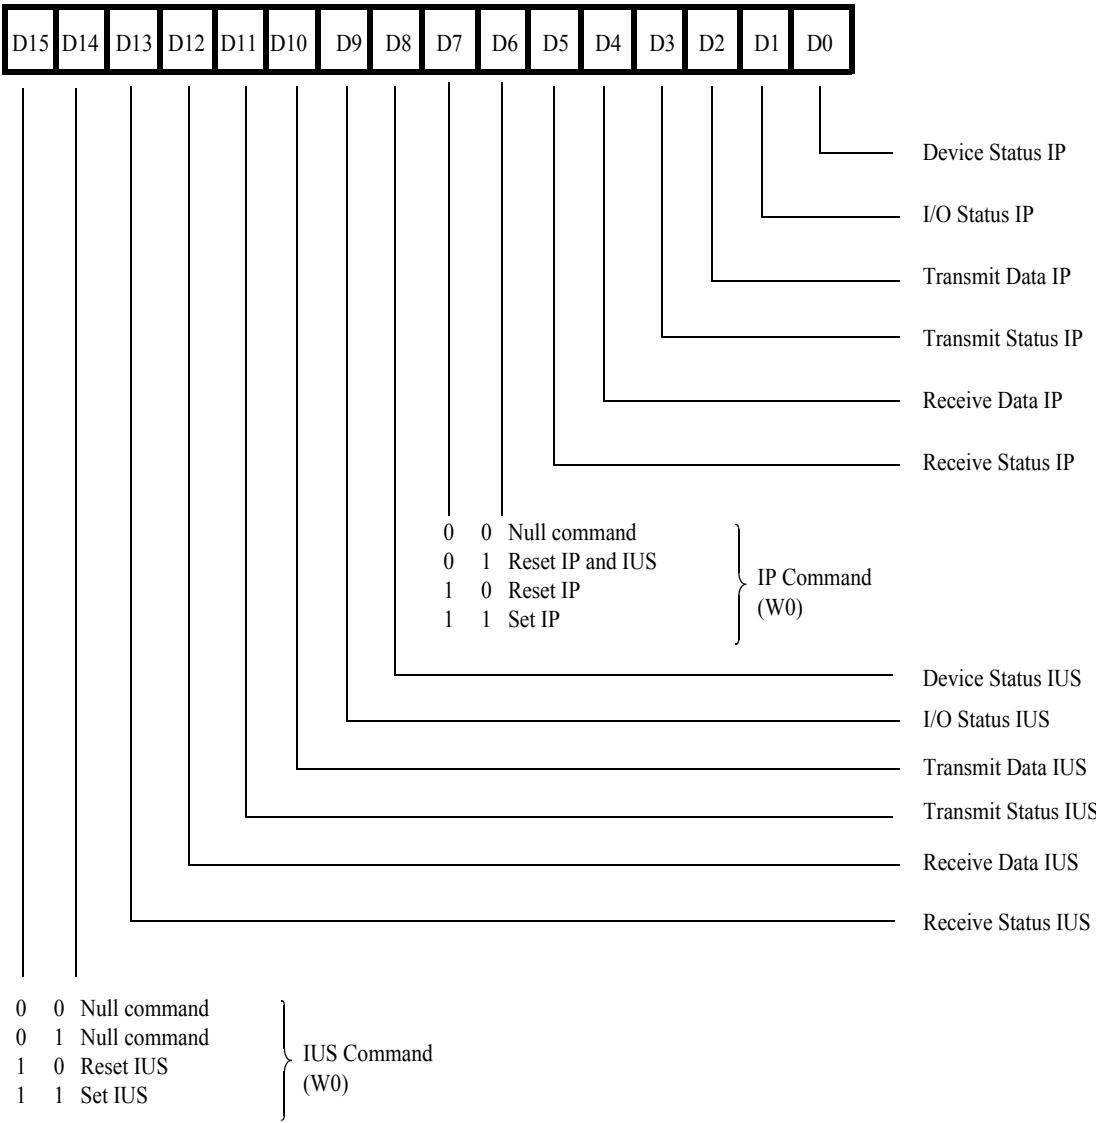 D15 D14 D13 D12 D11 D10 D9 D8 D7 D6 D5 D4 D3 D2 D1 D0
Device Status IP
I/O Status IP
Transmit Data IP
Transmit Status IP
Receive Data IP
Receive Status IP
0 0 Null command
0 1 Reset IP and IUS
1 0 Reset IP
1 1 Set IP
IP Command
(W0)
Device Status IUS
I/O Status IUS
Transmit Data IUS
Transmit Status IUS
Receive Data IUS
Receive Status IUS
0 0 Null command
0 1 Null command
1 0 Reset IUS
1 1 Set IUS
IUS Command
(W0)